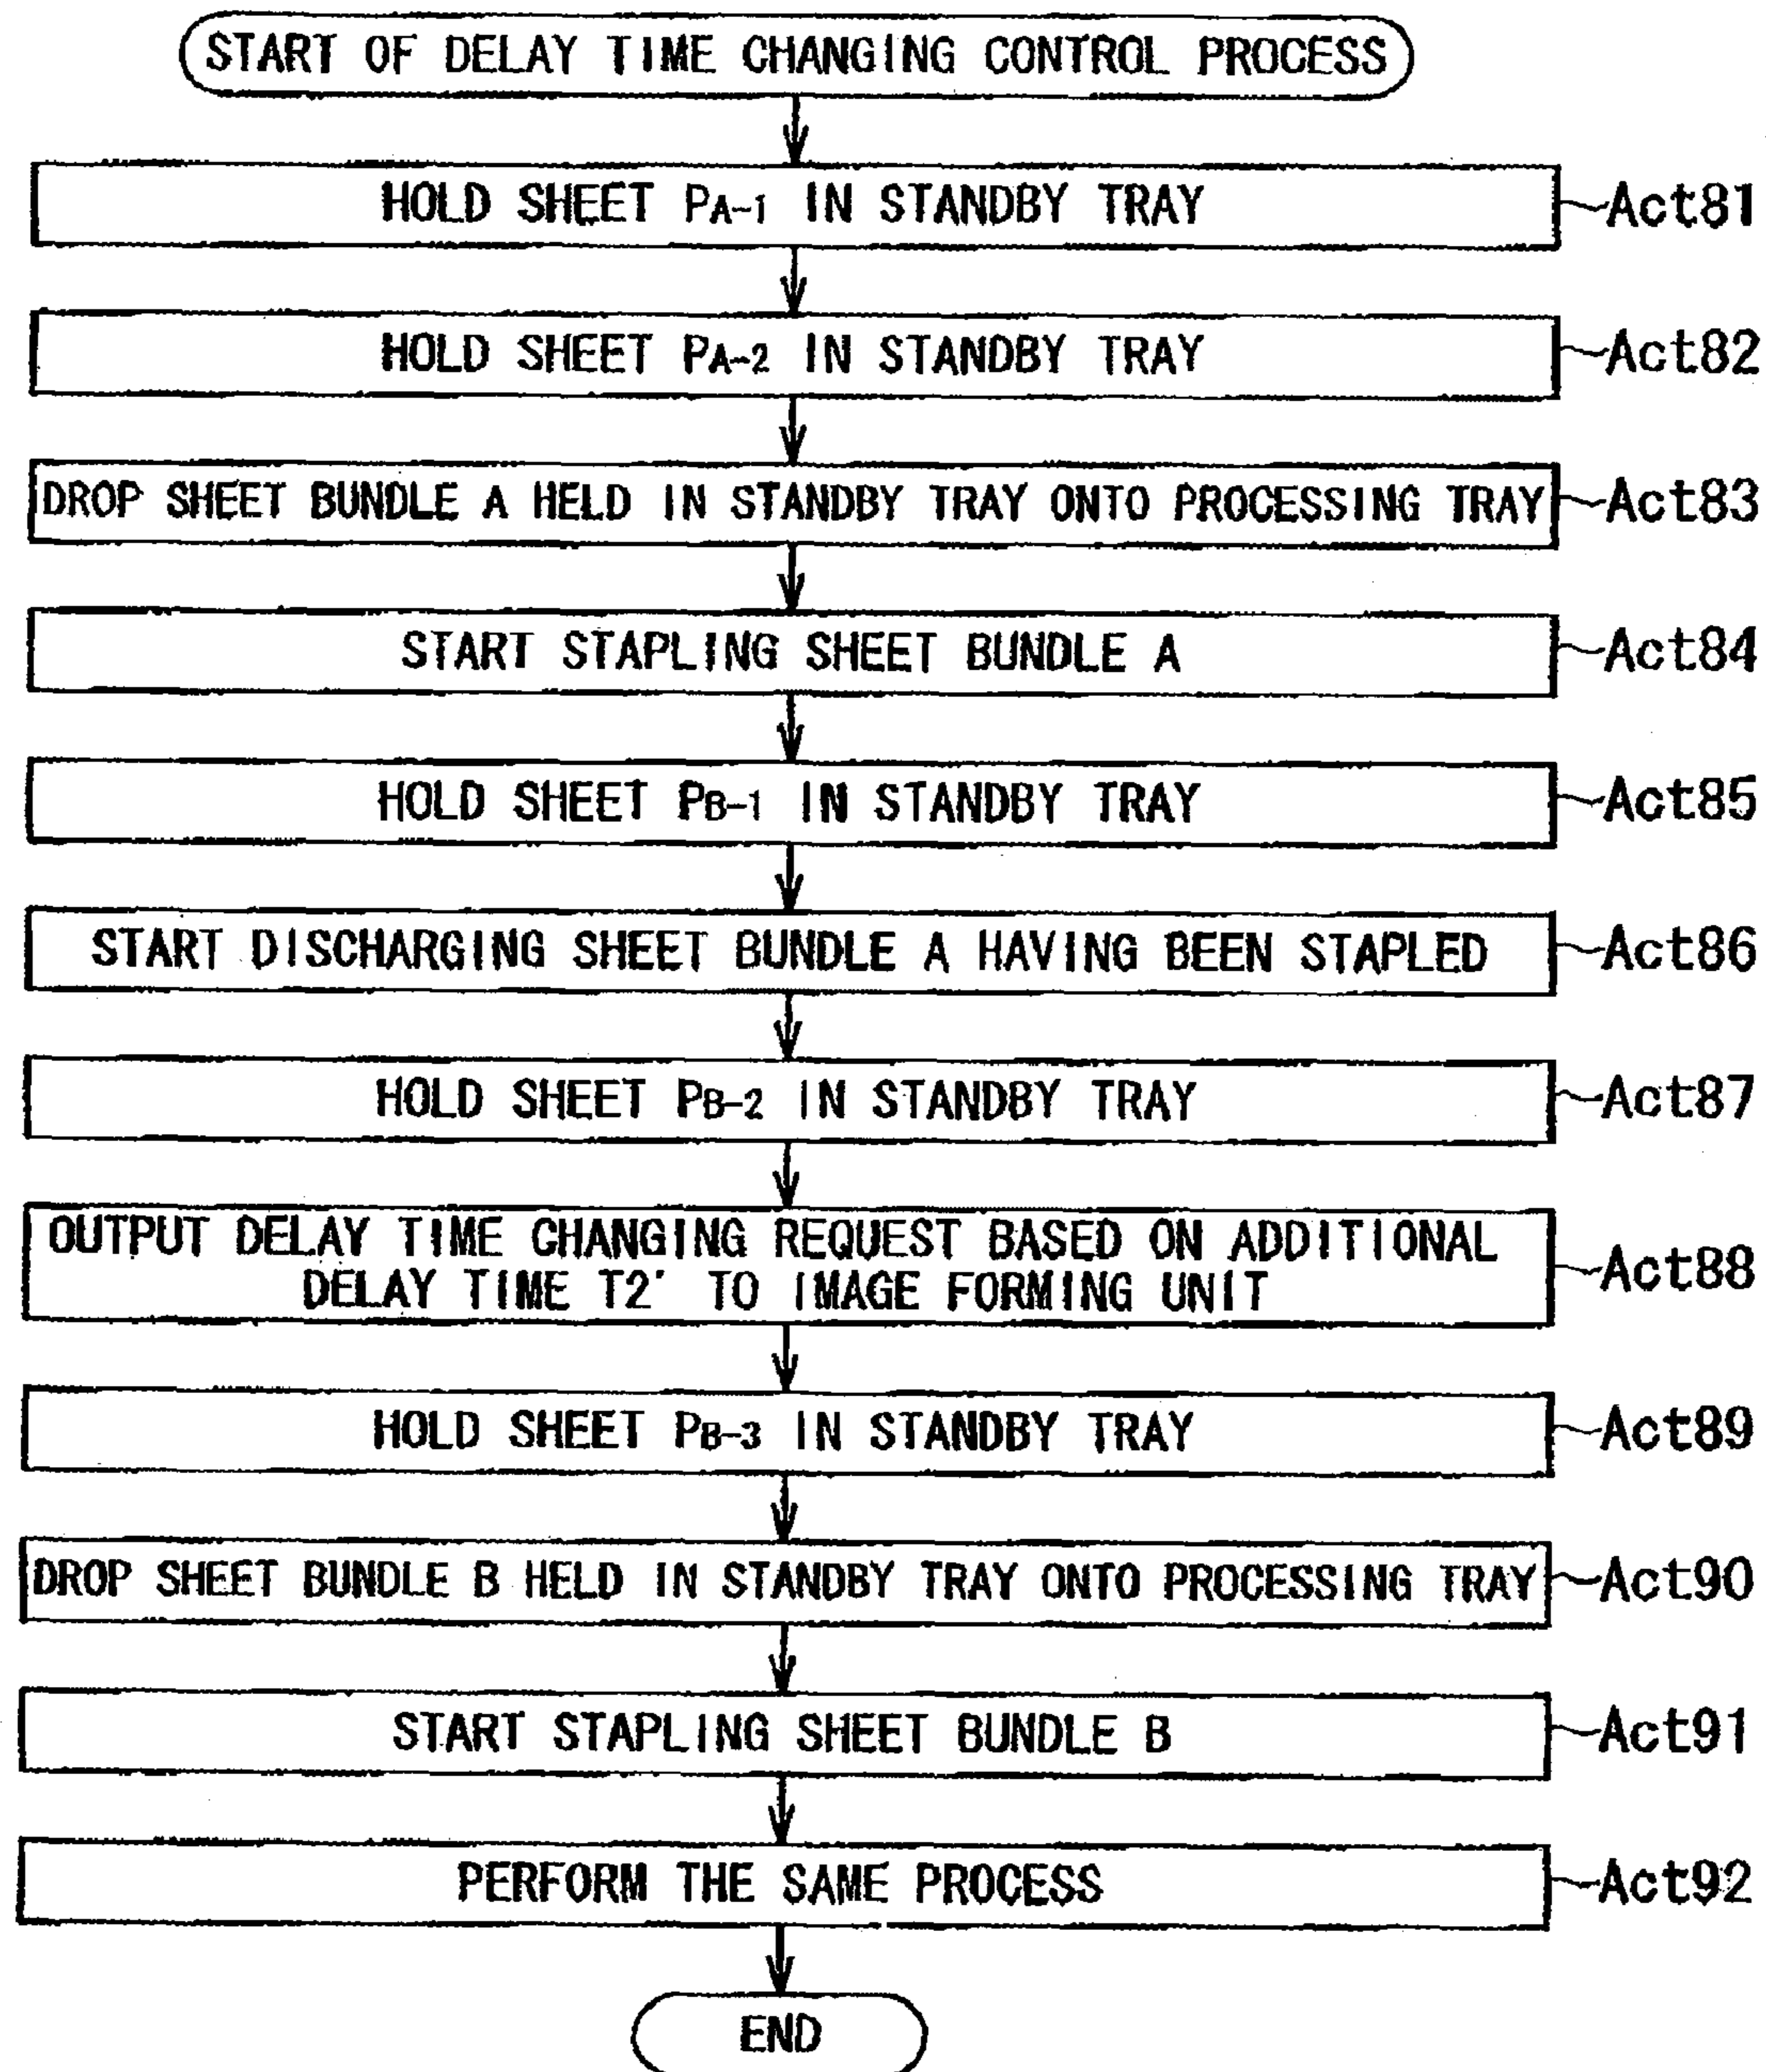 START OF DELAY TIME CHANGING CONTROL PROCESS
HOLD SHEET PA-1 IN STANDBY TRAY
Act81
HOLD SHEET PA-2 IN STANDBY TRAY
Act82
DROP SHEET BUNDLE A HELD IN STANDBY TRAY ONTO PROCESSING TRAY
Act83
START STAPLING SHEET BUNDLE A
Act84
HOLD SHEET PB-1 IN STANDBY TRAY
Act85
START DISCHARGING SHEET BUNDLE A HAVING BEEN STAPLED
Act86
HOLD SHEET PB-2 IN STANDBY TRAY
Act87
OUTPUT DELAY TIME CHANGING REQUEST BASED ON ADDITIONAL
DELAY TIME T2' TO IMAGE FORMING UNIT
Act88
HOLD SHEET PB-3 IN STANDBY TRAY
Act89
DROP SHEET BUNDLE B HELD IN STANDBY TRAY ONTO PROCESSING TRAY
Act90
START STAPLING SHEET BUNDLE B
Act91
PERFORM THE SAME PROCESS
Act92
END